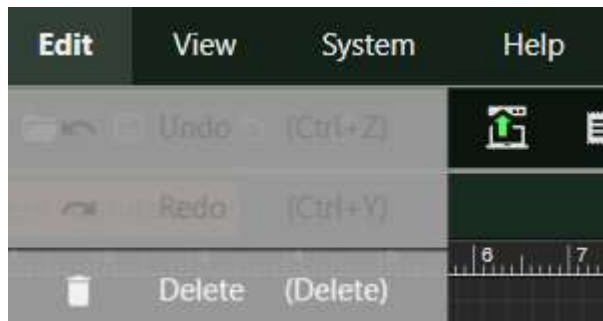 Edit View System Help
Undo (Ctrl+Z)
Redo (Ctrl+Y)
6 7
Delete (Delete)